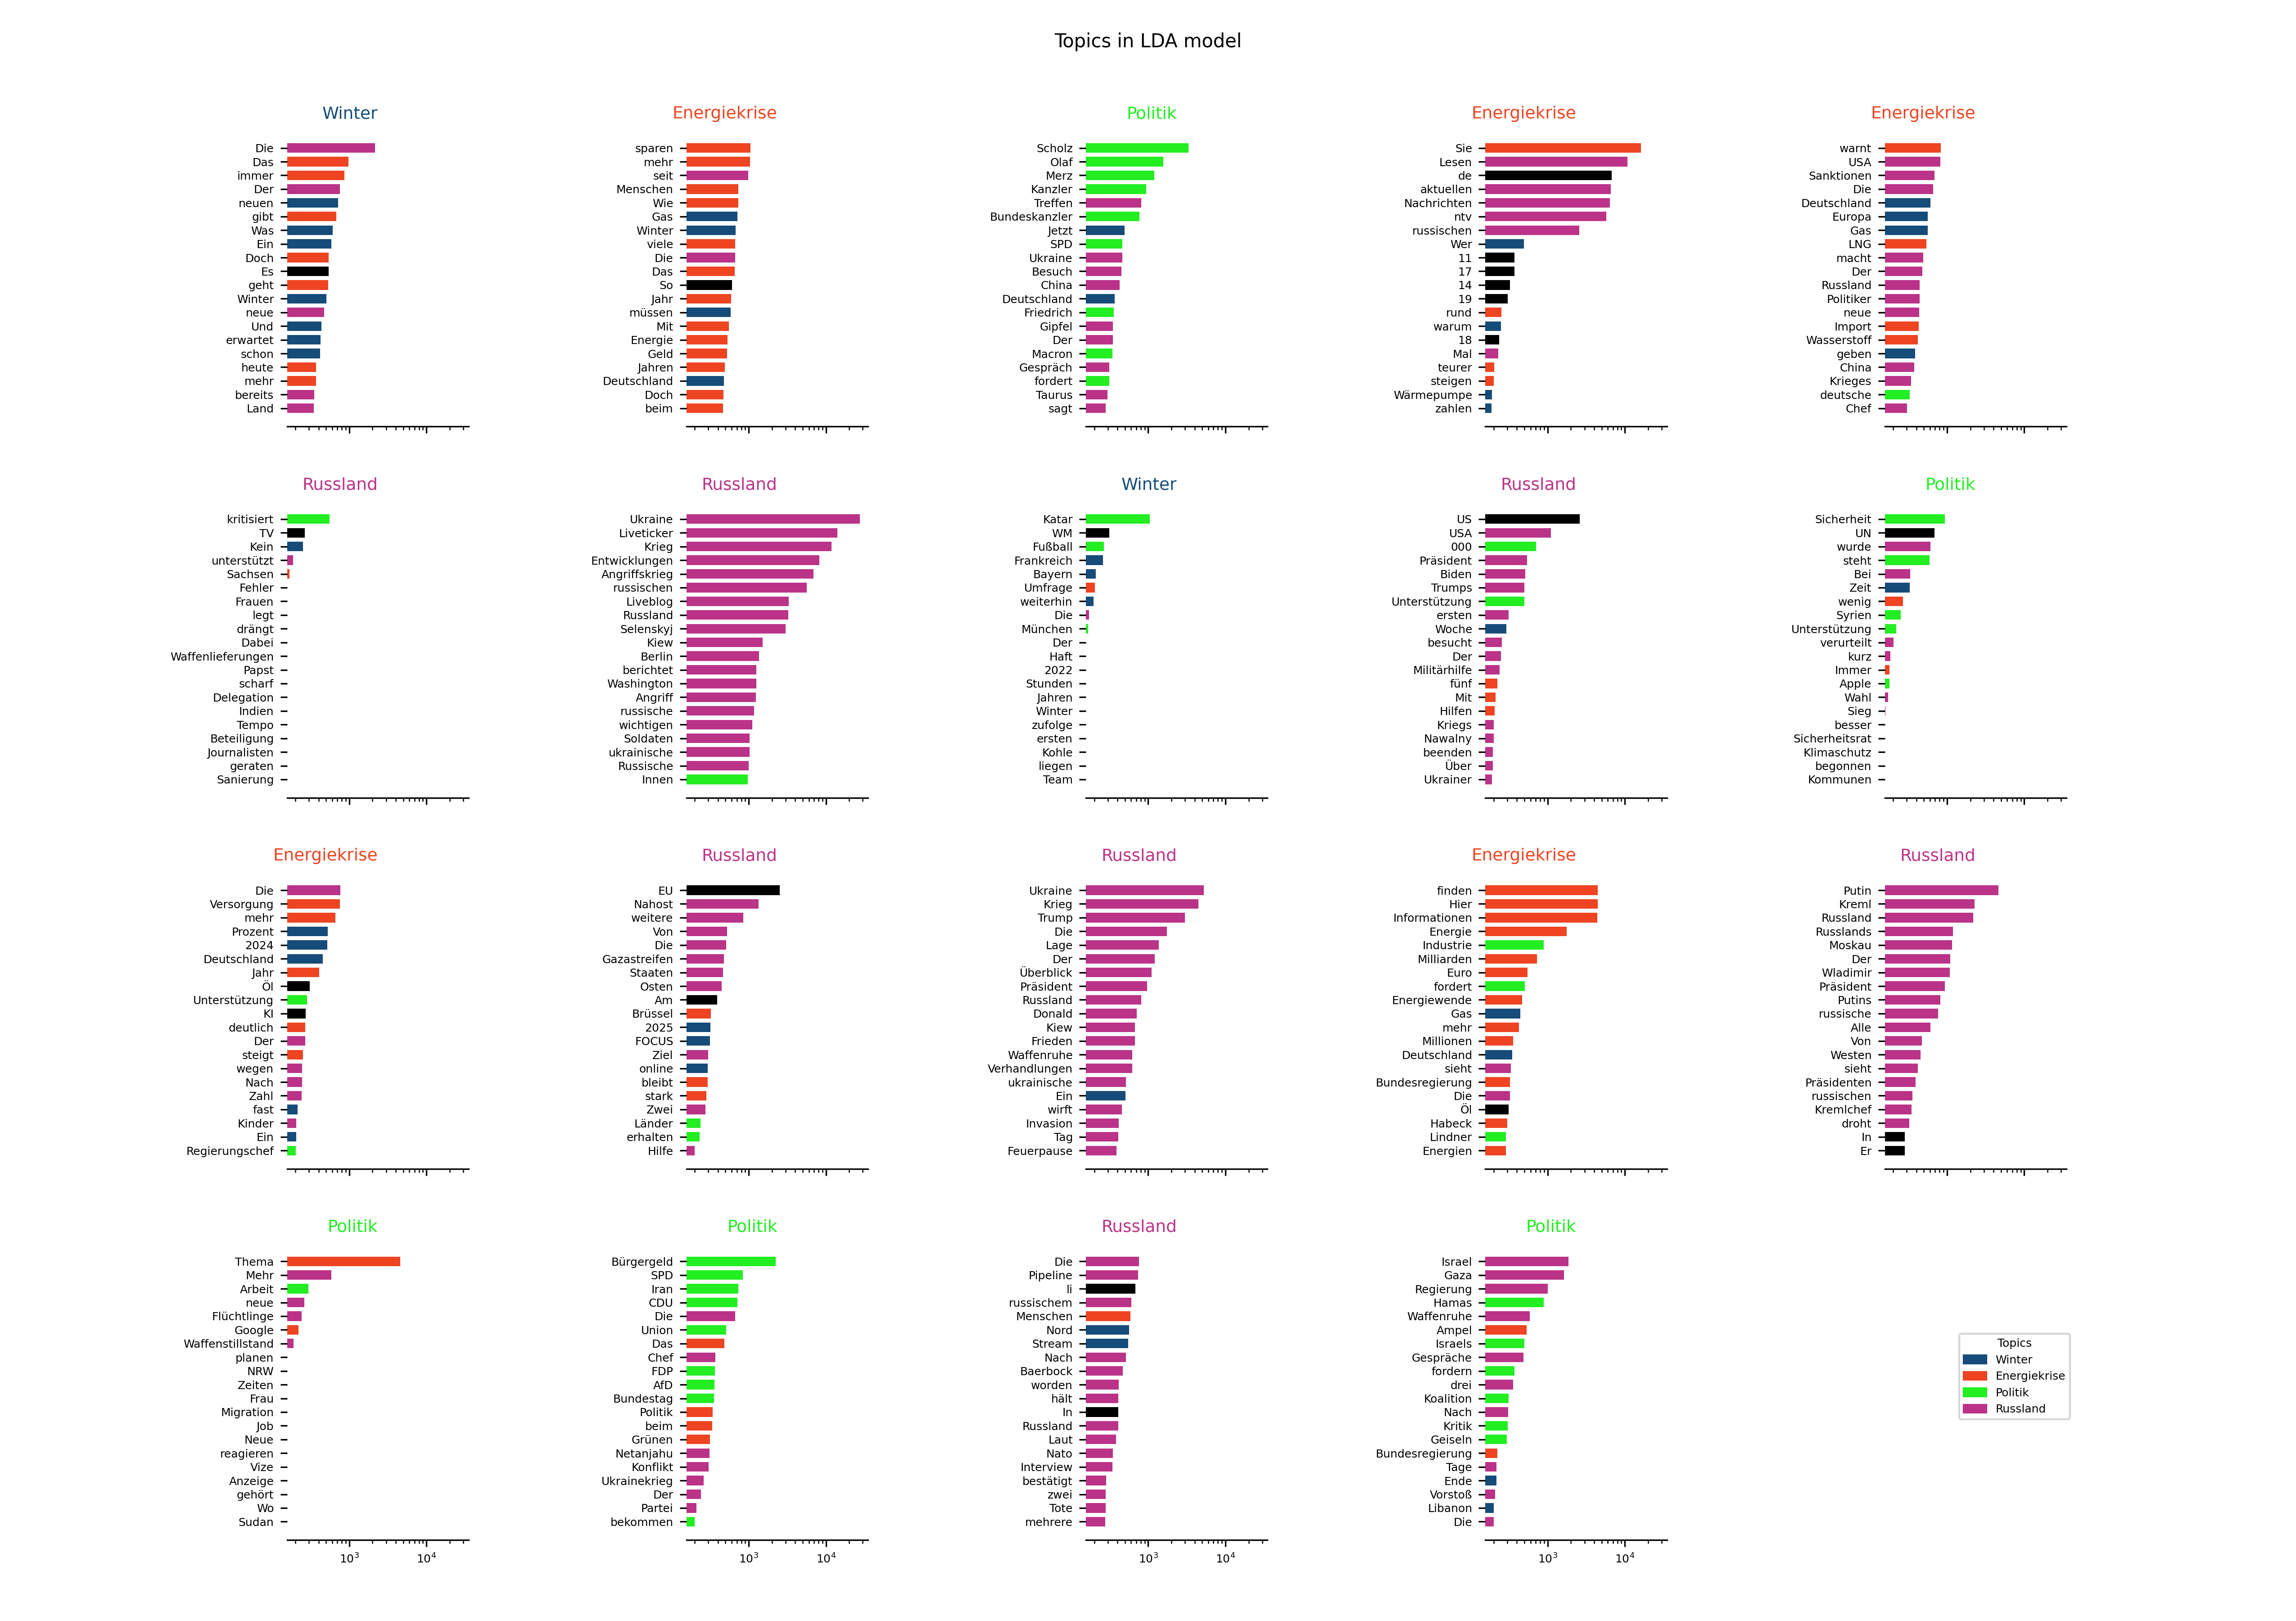 Topics in LDA model
Winter
Die
Das
immer
Der
neuen
gibt
Was
Ein
Doch
Es
geht
Winter
neue
Und
erwartet
schon
heute
mehr
bereits
Land
Energiekrise
sparen
mehr
seit
Menschen
Wie
Gas
Winter
viele
Die
Das
So
Jahr
müssen
Mit
Energie
Geld
Jahren
Deutschland
Doch
beim
Politik
Scholz
Olaf
Merz
Kanzler
Treffen
Bundeskanzler
Jetzt
SPD
Ukraine
Besuch
China
Deutschland
Friedrich
Gipfel
Der
Macron
Gespräch
fordert
Taurus
sagt
Energiekrise
Sie
Lesen
de
aktuellen
Nachrichten
ntv
russischen
Wer
11
17
14
19
rund
warum
18
Mal
teurer
steigen
Wärmepumpe
zahlen
Energiekrise
warnt
USA
Sanktionen
Die
Deutschland
Europa
Gas
LNG
macht
Der
Russland
Politiker
neue
Import
Wasserstoff
geben
China
Krieges
deutsche
Chef
Russland
kritisiert
TV
Kein
unterstützt
Sachsen
Fehler
Frauen
legt
drängt
Dabei
Waffenlieferungen
Papst
scharf
Delegation
Indien
Tempo
Beteiligung
Journalisten
geraten
Sanierung
Russland
Ukraine
Liveticker
Krieg
Entwicklungen
Angriffskrieg
russischen
Liveblog
Russland
Selenskyj
Kiew
Berlin
berichtet
Washington
Angriff
russische
wichtigen
Soldaten
ukrainische
Russische
Innen
Winter
Katar
WM
Fußball
Frankreich
Bayern
Umfrage
weiterhin
Die
München
Der
Haft
2022
Stunden
Jahren
Winter
zufolge
ersten
Kohle
liegen
Team
Russland
US
USA
000
Präsident
Biden
Trumps
Unterstützung
ersten
Woche
besucht
Der
Militärhilfe
fünf
Mit
Hilfen
Kriegs
Nawalny
beenden
Über
Ukrainer
Politik
Sicherheit
UN
wurde
steht
Bei
Zeit
wenig
Syrien
Unterstützung
verurteilt
kurz
Immer
Apple
Wahl
Sieg
besser
Sicherheitsrat
Klimaschutz
begonnen
Kommunen
Energiekrise
Die
Versorgung
mehr
Prozent
2024
Deutschland
Jahr
Öl
Unterstützung
KI
deutlich
Der
steigt
wegen
Nach
Zahl
fast
Kinder
Ein
Regierungschef
Russland
EU
Nahost
weitere
Von
Die
Gazastreifen
Staaten
Osten
Am
Brüssel
2025
FOCUS
Ziel
online
bleibt
stark
Zwei
Länder
erhalten
Hilfe
Russland
Ukraine
Krieg
Trump
Die
Lage
Der
Überblick
Präsident
Russland
Donald
Kiew
Frieden
Waffenruhe
Verhandlungen
ukrainische
Ein
wirft
Invasion
Tag
Feuerpause
Energiekrise
finden
Hier
Informationen
Energie
Industrie
Milliarden
Euro
fordert
Energiewende
Gas
mehr
Millionen
Deutschland
sieht
Bundesregierung
Die
Öl
Habeck
Lindner
Energien
Russland
Putin
Kreml
Russland
Russlands
Moskau
Der
Wladimir
Präsident
Putins
russische
Alle
Von
Westen
sieht
Präsidenten
russischen
Kremlchef
droht
In
Er
Politik
Thema
Mehr
Arbeit
neue
Flüchtlinge
Google
Waffenstillstand
planen
NRW
Zeiten
Frau
Migration
Job
Neue
reagieren
Vize
Anzeige
gehört
Wo
Sudan
10³ 10⁴
Politik
Bürgergeld
SPD
Iran
CDU
Die
Union
Das
Chef
FDP
AfD
Bundestag
Politik
beim
Grünen
Netanjahu
Konflikt
Ukrainekrieg
Der
Partei
bekommen
10³ 10⁴
Russland
Die
Pipeline
li
russischem
Menschen
Nord
Stream
Nach
Baerbock
worden
hält
In
Russland
Laut
Nato
Interview
bestätigt
zwei
Tote
mehrere
10³ 10⁴
Politik
Israel
Gaza
Regierung
Hamas
Waffenruhe
Ampel
Israels
Gespräche
fordern
drei
Koalition
Nach
Kritik
Geiseln
Bundesregierung
Tage
Ende
Vorstoß
Libanon
Die
10³ 10⁴
Topics
Winter
Energiekrise
Politik
Russland